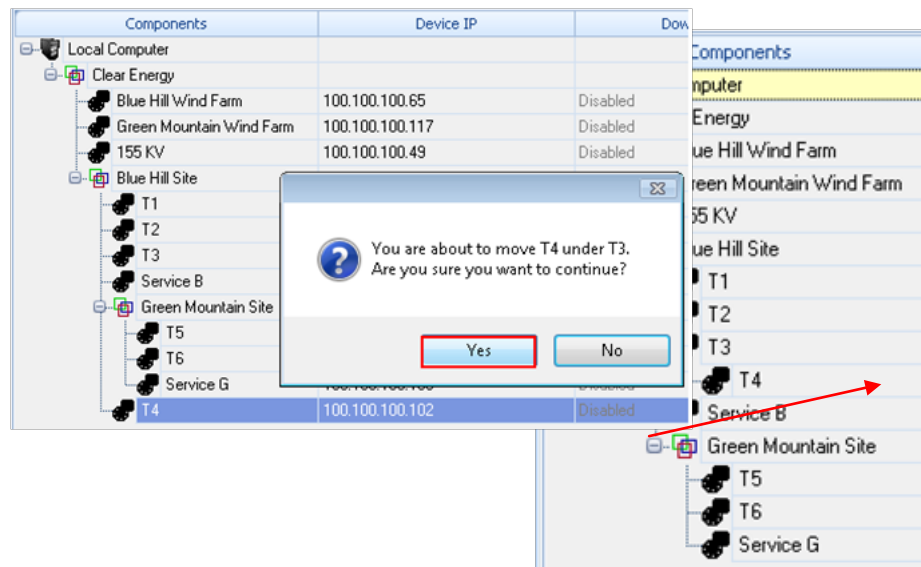 Components Device IP Dow
Local Computer
Clear Energy
Blue Hill Wind Farm 100.100.100.65 Disabled
Green Mountain Wind Farm 100.100.100.117 Disabled
155 KV 100.100.100.49 Disabled
Blue Hill Site
T1
T2
T3
Service B
Green Mountain Site
T5
T6
Service G
T4 100.100.100.102 Disabled
You are about to move T4 under T3.
Are you sure you want to continue?
Yes No
Components
mputer
Energy
ue Hill Wind Farm
reen Mountain Wind Farm
55 KV
ue Hill Site
T1
T2
T3
T4
Service B
Green Mountain Site
T5
T6
Service G